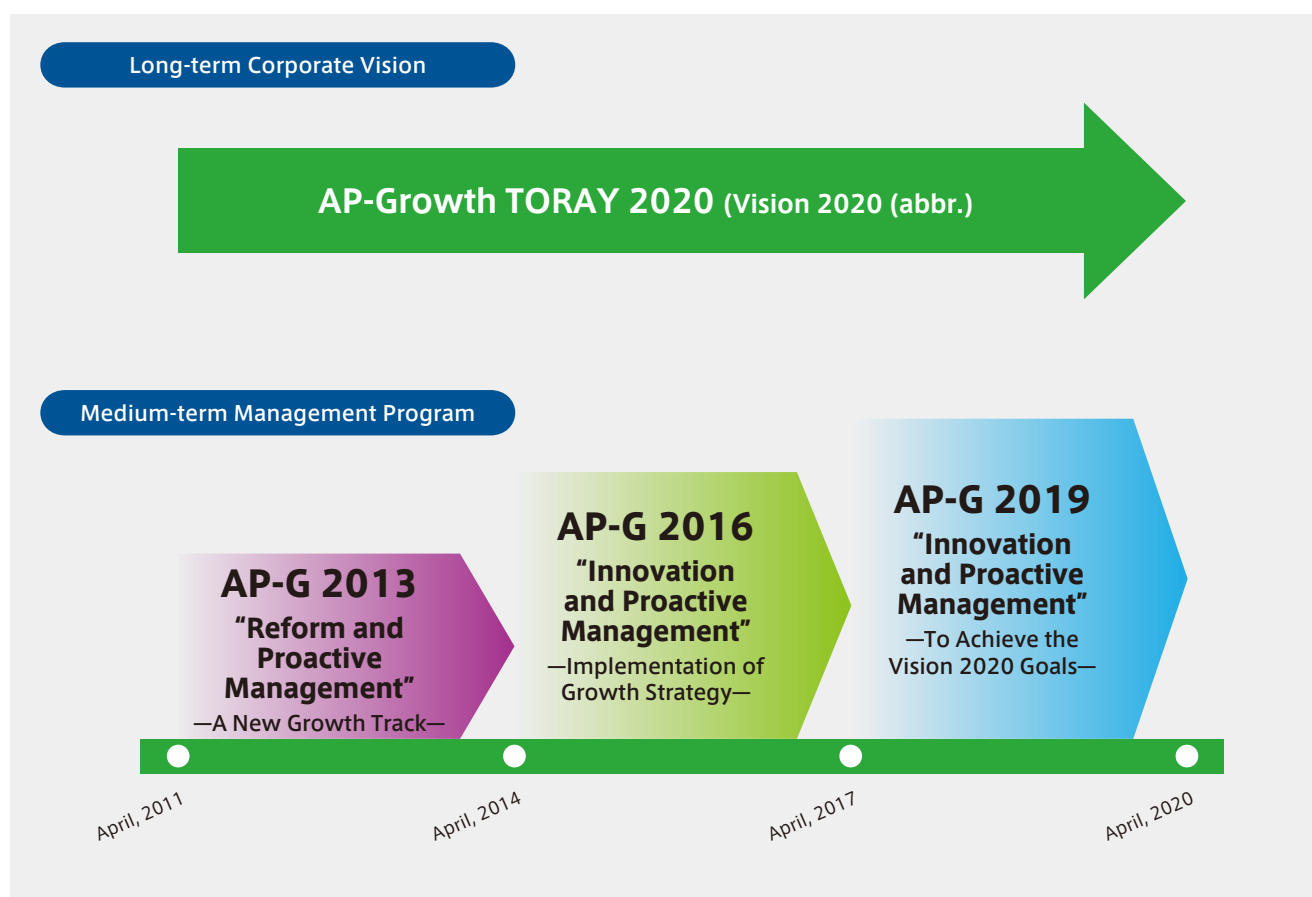 Long-term Corporate Vision
AP-Growth TORAY 2020 (Vision 2020 (abbr.)
Medium-term Management Program
AP-G 2013
“Reform and
Proactive
Management”
—A New Growth Track—
AP-G 2016
“Innovation
and Proactive
Management”
—Implementation of
Growth Strategy—
AP-G 2019
“Innovation
and Proactive
Management”
—To Achieve the
Vision 2020 Goals—
April, 2011
April, 2014
April, 2017
April, 2020